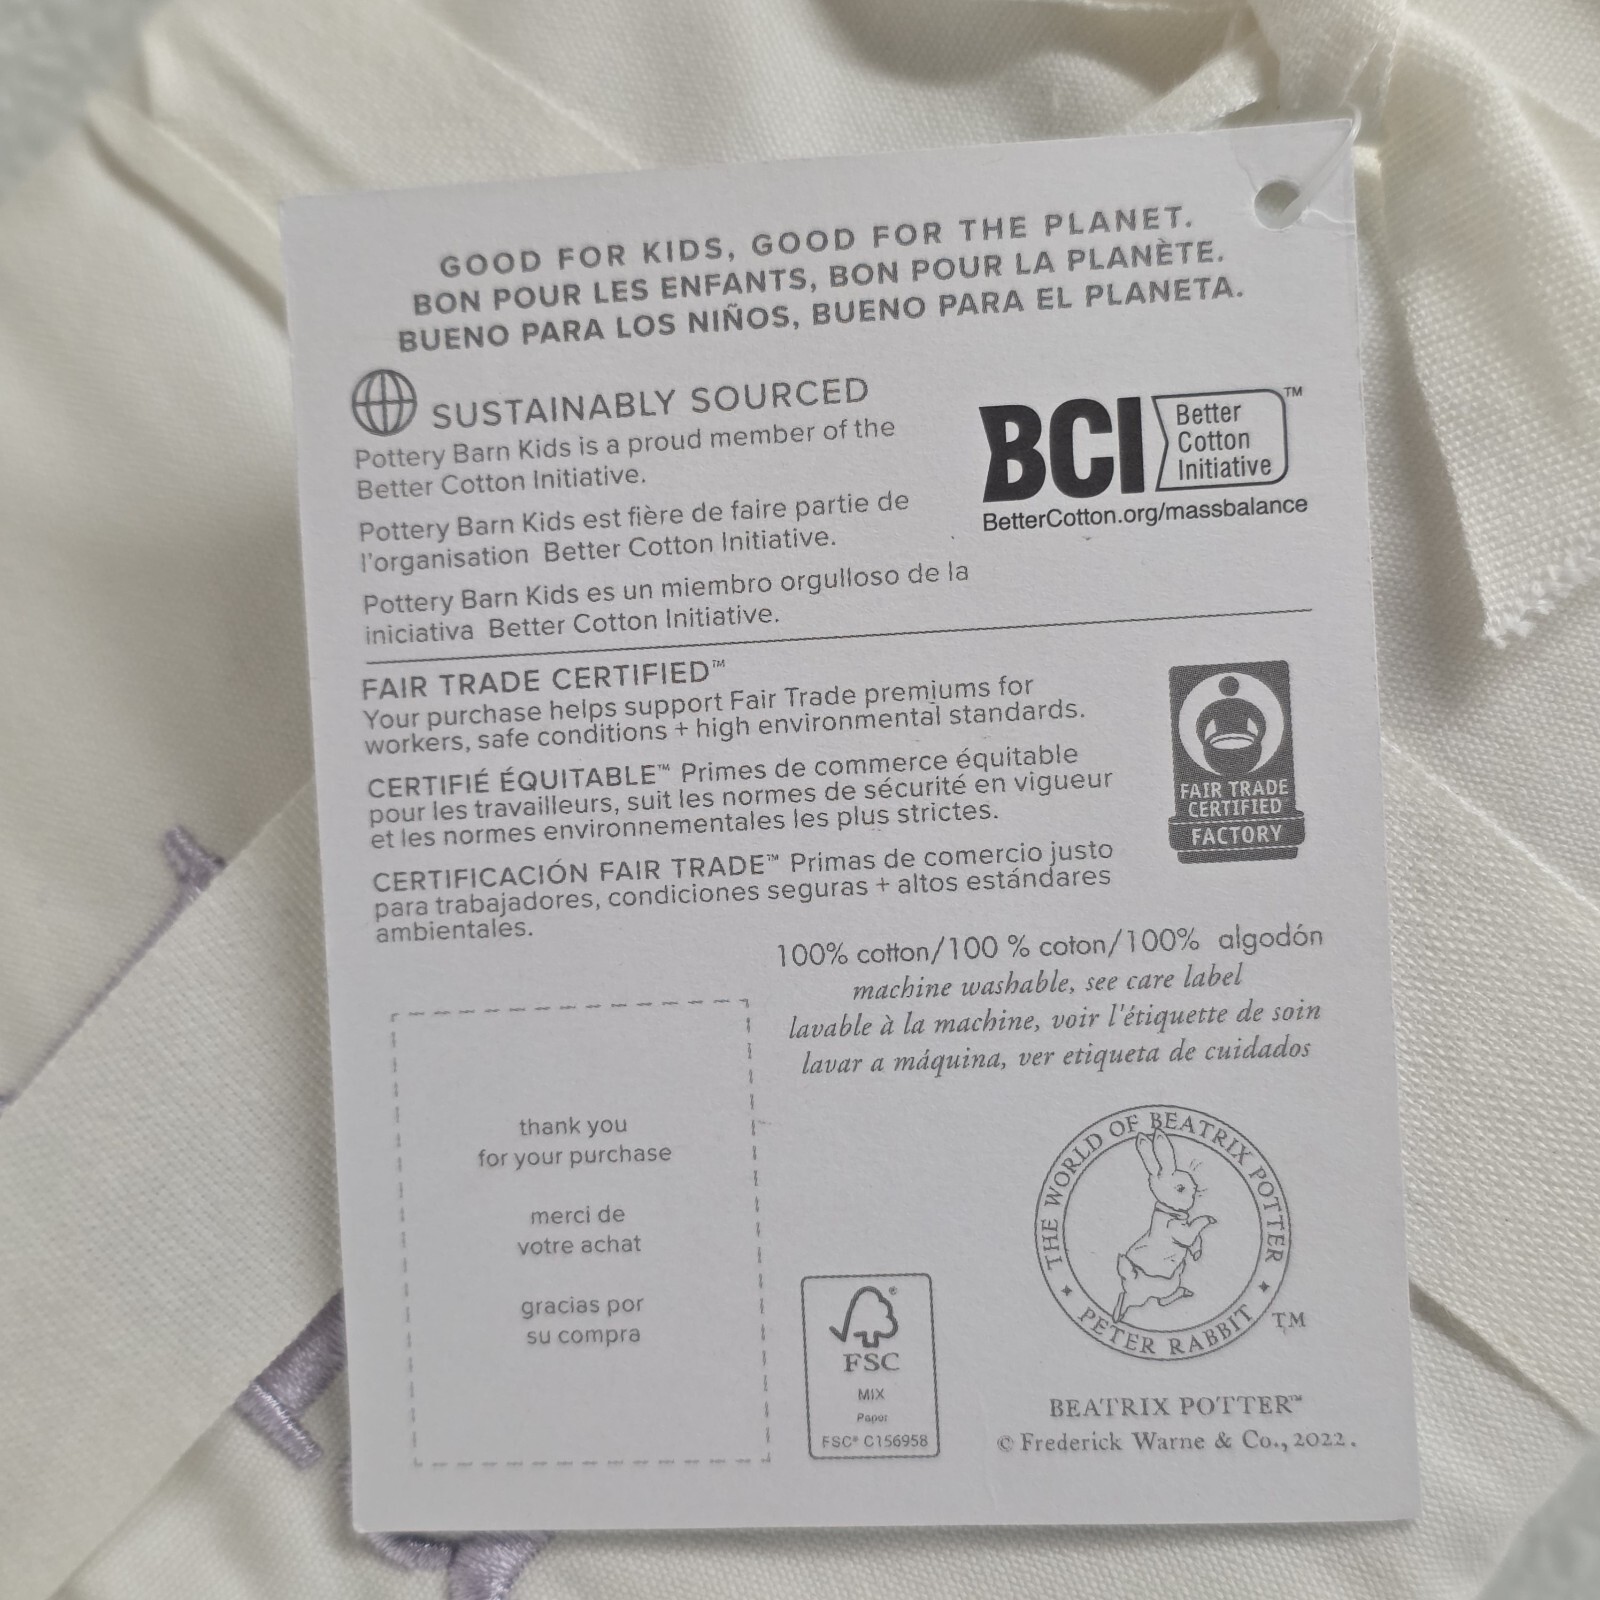 GOOD FOR KIDS, GOOD FOR THE PLANET.
BON POUR LES ENFANTS, BON POUR LA PLANÈTE.
BUENO PARA LOS NIÑOS, BUENO PARA EL PLANETA.
SUSTAINABLY SOURCED
Pottery Barn Kids is a proud member of the
Better Cotton Initiative.
Pottery Barn Kids est fière de faire partie de
l'organisation Better Cotton Initiative.
Pottery Barn Kids es un miembro orgulloso de la
iniciativa Better Cotton Initiative.
BCI
Better
Cotton
Initiative
™
BetterCotton.org/massbalance
FAIR TRADE CERTIFIED™
Your purchase helps support Fair Trade premiums for
workers, safe conditions + high environmental standards.
CERTIFIÉ ÉQUITABLE™ Primes de commerce équitable
pour les travailleurs, suit les normes de sécurité en vigueur
et les normes environnementales les plus strictes.
CERTIFICACIÓN FAIR TRADE™ Primas de comercio justo
para trabajadores, condiciones seguras + altos estándares
ambientales.
FAIR TRADE
CERTIFIED
FACTORY
100% cotton/100 % coton/100% algodón
machine washable, see care label
lavable à la machine, voir l'étiquette de soin
lavar a máquina, ver etiqueta de cuidados
thank you
for your purchase
merci de
votre achat
gracias por
su compra
®
FSC
MIX
Paper
FSC® C156958
THE WORLD OF BEATRIX POTTER
PETER RABBIT
TM
BEATRIX POTTER™
© Frederick Warne & Co., 2022.